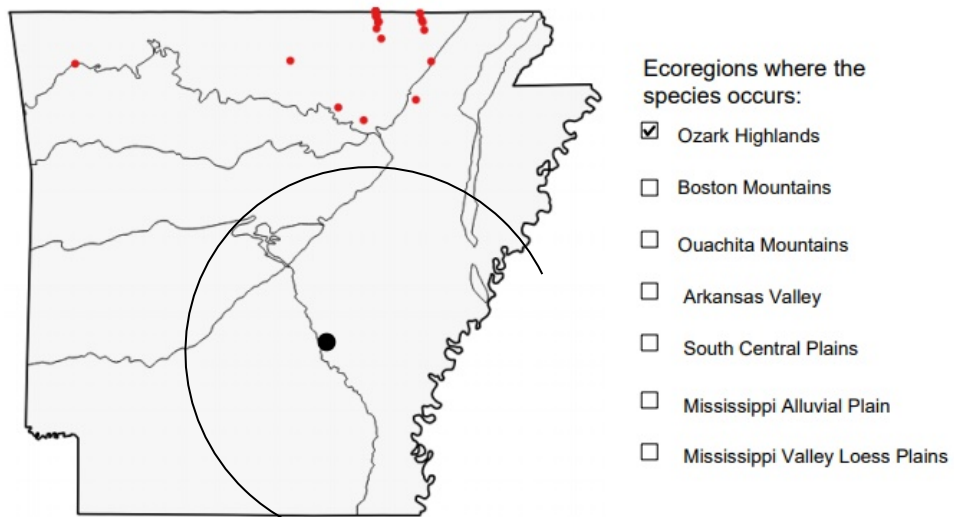 Ecoregions where the
species occurs:
Ozark Highlands
Boston Mountains
Ouachita Mountains
Arkansas Valley
South Central Plains
Mississippi Alluvial Plain
Mississippi Valley Loess Plains